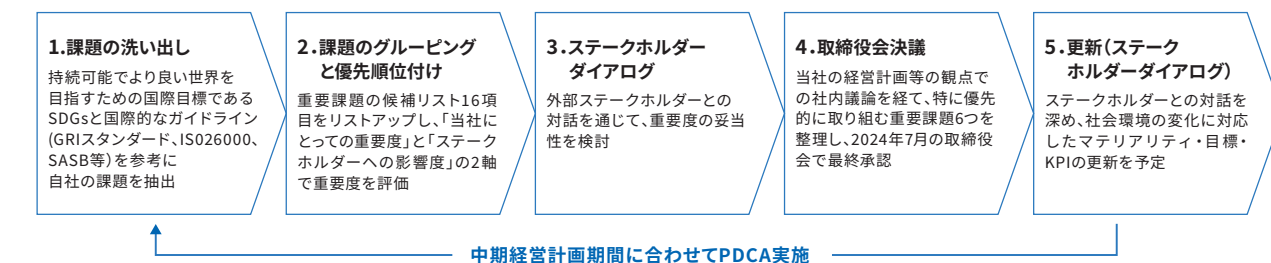 1.課題の洗い出し
持続可能でより良い世界を
目指すための国際目標である
SDGsと国際的なガイドライン
(GRIスタンダード、IS026000、
SASB等)を参考に
自社の課題を抽出
2.課題のグルーピング
と優先順位付け
重要課題の候補リスト16項
目をリストアップし、「当社に
とっての重要度」と「ステーク
ホルダーへの影響度」の2軸
で重要度を評価
3.ステークホルダー
ダイアログ
外部ステークホルダーとの
対話を通じて、重要度の妥当
性を検討
4.取締役会決議
当社の経営計画等の観点で
の社内議論を経て、特に優先
的に取り組む重要課題6つを
整理し、2024年7月の取締役
会で最終承認
5.更新(ステーク
ホルダーダイアログ)
ステークホルダーとの対話を
深め、社会環境の変化に対応
したマテリアリティ・目標・
KPIの更新を予定
中期経営計画期間に合わせてPDCA実施